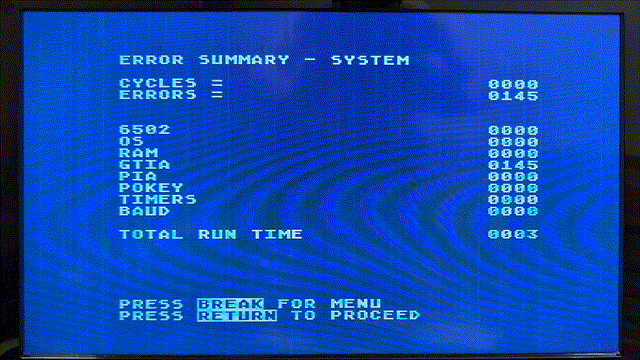 ERROR SUMMARY - SYSTEM
CYCLES = 0000
ERRORS = 0145
6502 0000
OS 0000
RAM 0000
GTIA 0145
PIA 0000
POKEY 0000
TIMERS 0000
BAUD 0000
TOTAL RUN TIME 0003
PRESS BREAK FOR MENU
PRESS RETURN TO PROCEED